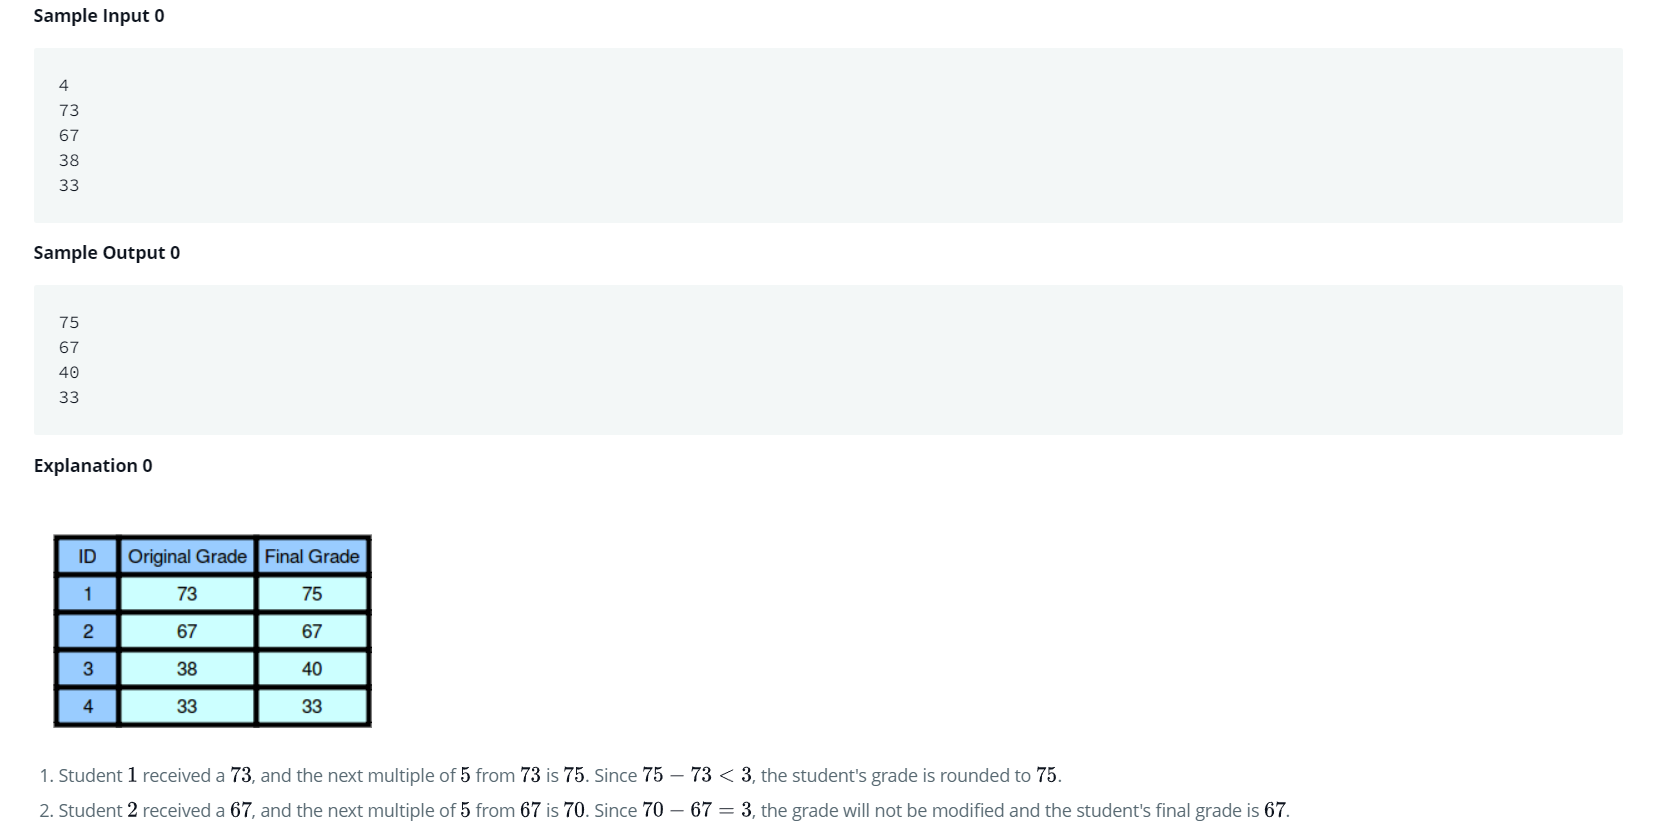 Sample Input 0
4
73
67
38
33
Sample Output 0
75
67
40
33
Explanation 0
ID Original Grade Final Grade
1 73 75
2 67 67
3 38 40
4 33 33
1. Student 1 received a 73, and the next multiple of 5 from 73 is 75. Since 75 − 73 < 3, the student's grade is rounded to 75.
2. Student 2 received a 67, and the next multiple of 5 from 67 is 70. Since 70 − 67 = 3, the grade will not be modified and the student's final grade is 67.